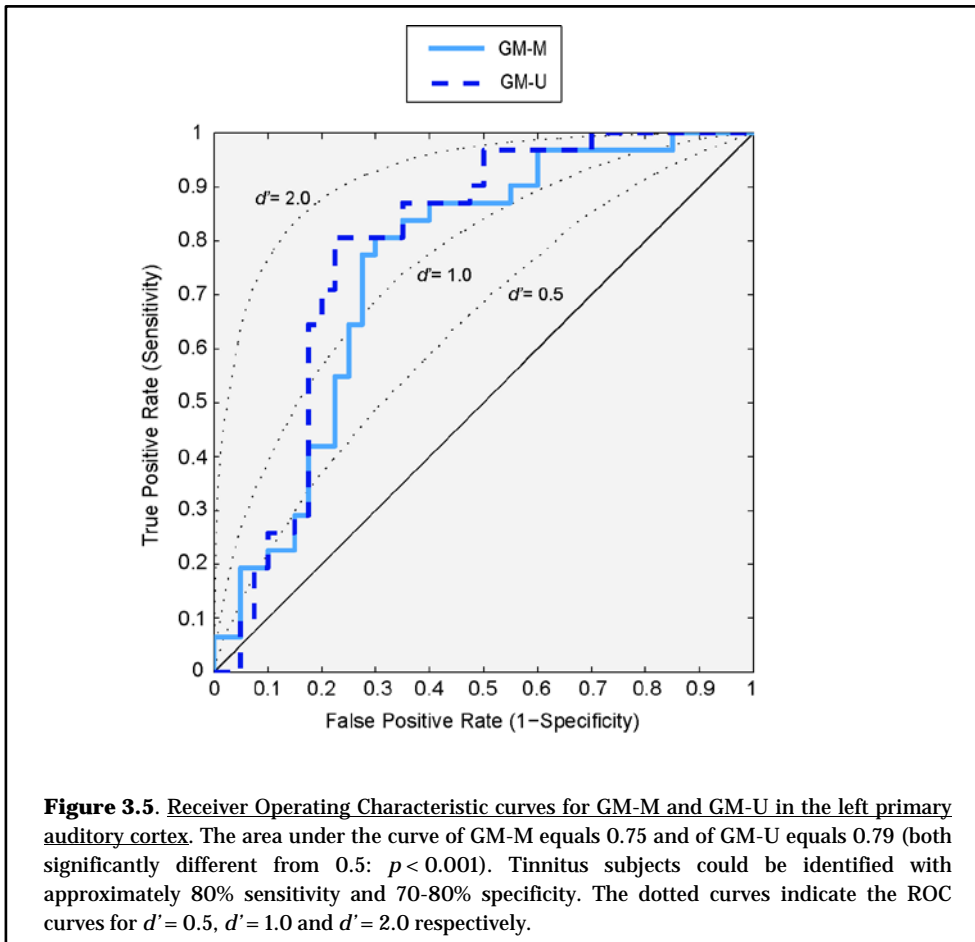 GM-M
GM-U
1
0.9
0.8
0.7
0.6
0.5
0.4
0.3
0.2
0.1
0
d'= 2.0
d'= 1.0
d'= 0.5
True Positive Rate (Sensitivity)
0 0.1 0.2 0.3 0.4 0.5 0.6 0.7 0.8 0.9 1
False Positive Rate (1−Specificity)
Figure 3.5. Receiver Operating Characteristic curves for GM-M and GM-U in the left primary
auditory cortex. The area under the curve of GM-M equals 0.75 and of GM-U equals 0.79 (both
significantly different from 0.5: p < 0.001). Tinnitus subjects could be identified with
approximately 80% sensitivity and 70-80% specificity. The dotted curves indicate the ROC
curves for d' = 0.5, d' = 1.0 and d' = 2.0 respectively.